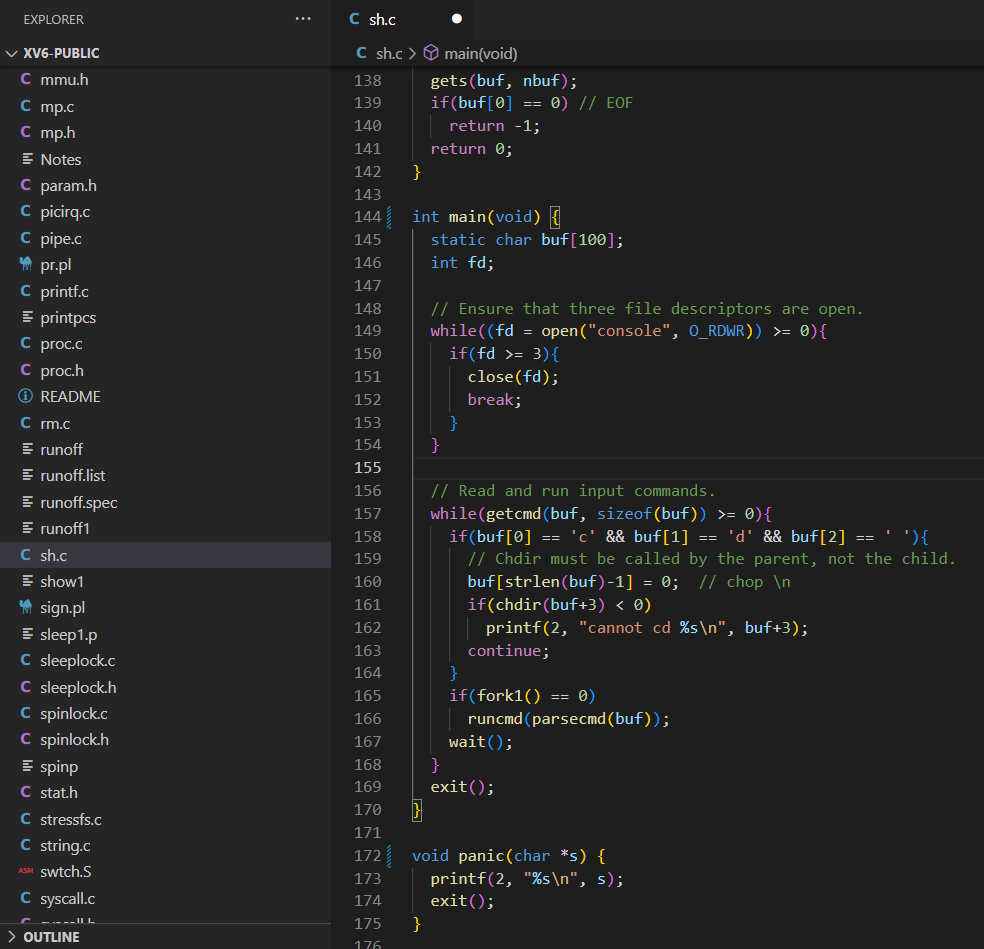 EXPLORER ···
XV6-PUBLIC
C mmu.h
C mp.c
C mp.h
Notes
C param.h
C picirq.c
C pipe.c
pr.pl
C printf.c
printpcs
C proc.c
C proc.h
README
C rm.c
runoff
runoff.list
runoff.spec
runoff1
C sh.c
show1
sign.pl
sleep1.p
C sleeplock.c
C sleeplock.h
C spinlock.c
C spinlock.h
spinp
C stat.h
C stressfs.c
C string.c
ASM swtch.S
C syscall.c
C syscall.h
OUTLINE
C sh.c ●
C sh.c > main(void)
138   gets(buf, nbuf);
139   if(buf[0] == 0) // EOF
140     return -1;
141   return 0;
142 }
143
144 int main(void) {
145   static char buf[100];
146   int fd;
147
148   // Ensure that three file descriptors are open.
149   while((fd = open("console", O_RDWR)) >= 0){
150     if(fd >= 3){
151       close(fd);
152       break;
153     }
154   }
155
156   // Read and run input commands.
157   while(getcmd(buf, sizeof(buf)) >= 0){
158     if(buf[0] == 'c' && buf[1] == 'd' && buf[2] == ' '){
159       // Chdir must be called by the parent, not the child.
160       buf[strlen(buf)-1] = 0;  // chop \n
161       if(chdir(buf+3) < 0)
162         printf(2, "cannot cd %s\n", buf+3);
163       continue;
164     }
165     if(fork1() == 0)
166       runcmd(parsecmd(buf));
167     wait();
168   }
169   exit();
170 }
171
172 void panic(char *s) {
173   printf(2, "%s\n", s);
174   exit();
175 }
176